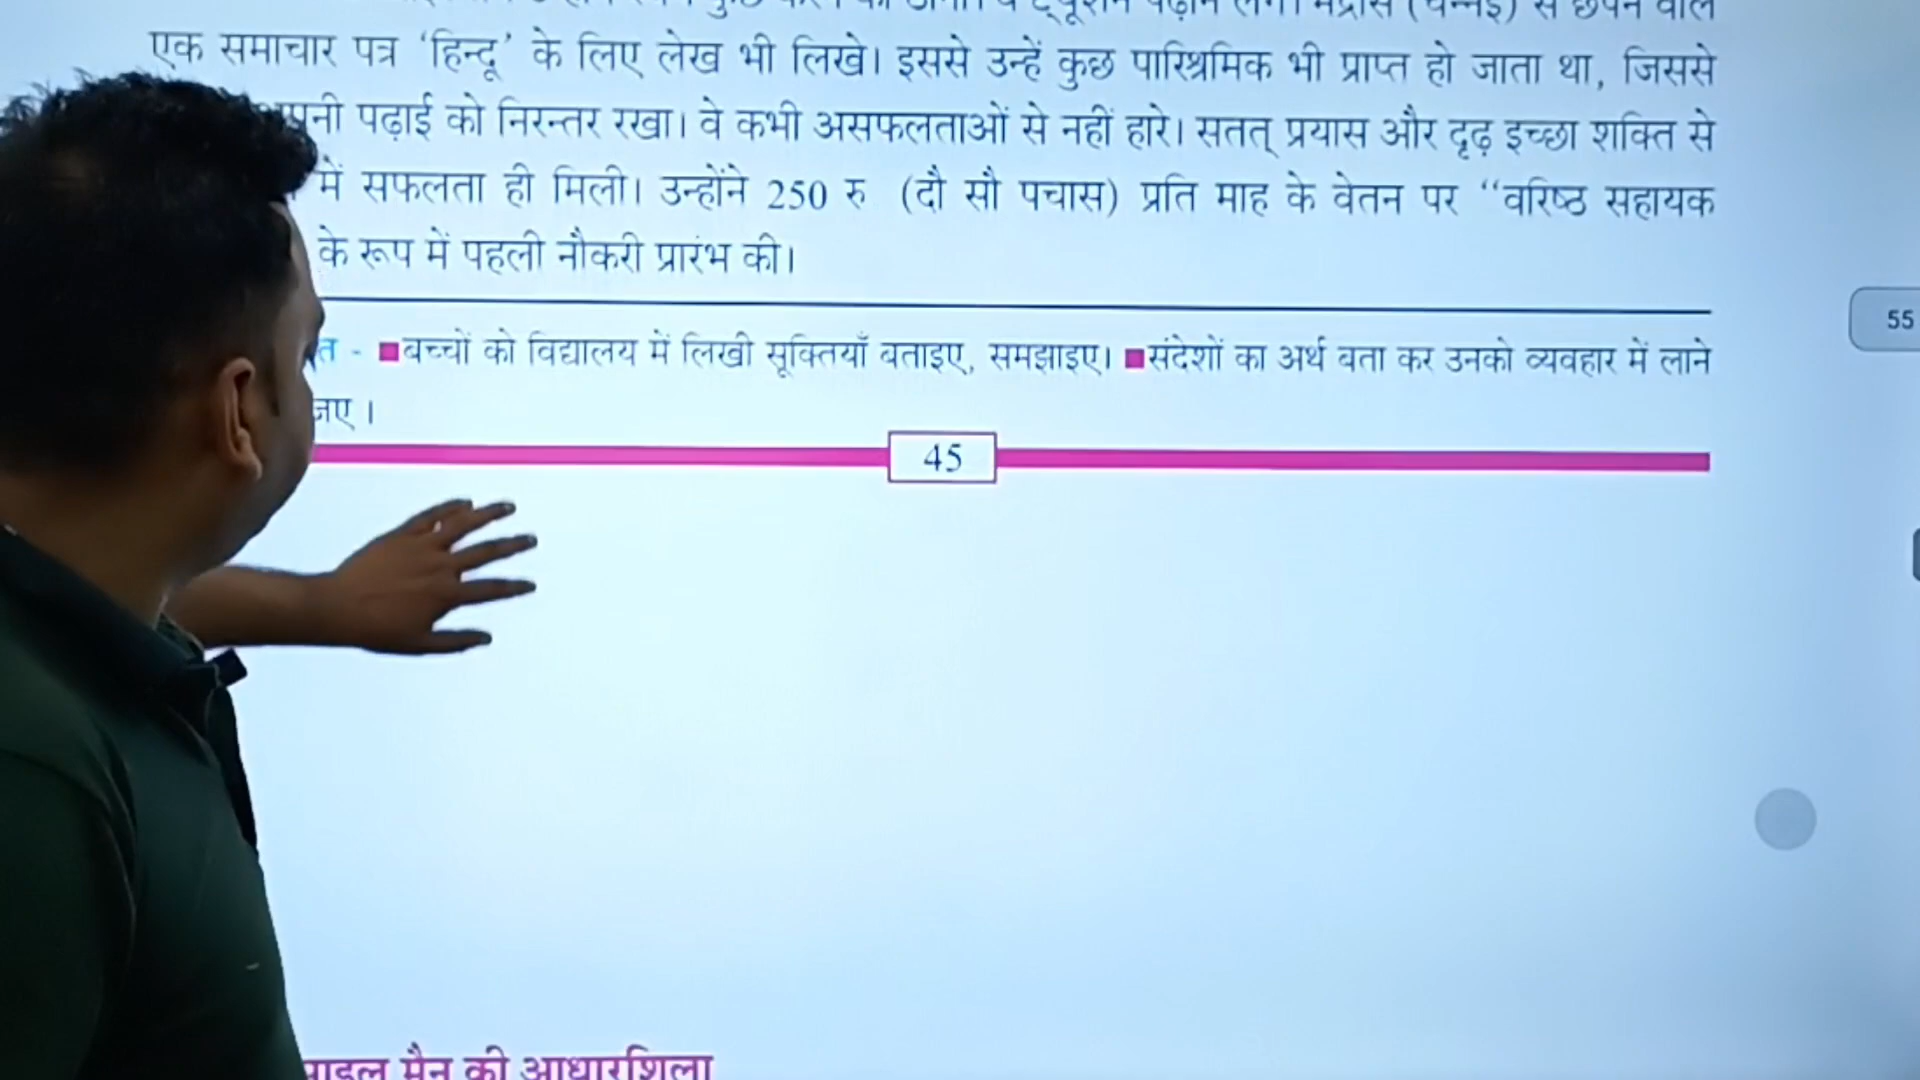 एक समाचार पत्र ‘हिन्दू’ के लिए लेख भी लिखे। इससे उन्हें कुछ पारिश्रमिक भी प्राप्त हो जाता था, जिससे
पढ़ाई को निरन्तर रखा। वे कभी असफलताओं से नहीं हारे। सतत् प्रयास और दृढ़ इच्छा शक्ति से
में सफलता ही मिली। उन्होंने 250 रु (दौ सौ पचास) प्रति माह के वेतन पर “वरिष्ठ सहायक
के रूप में पहली नौकरी प्रारंभ की।
- ■बच्चों को विद्यालय में लिखी सूक्तियाँ बताइए, समझाइए। ■संदेशों का अर्थ बता कर उनको व्यवहार में लाने
45
55
मैन की आधारशिला